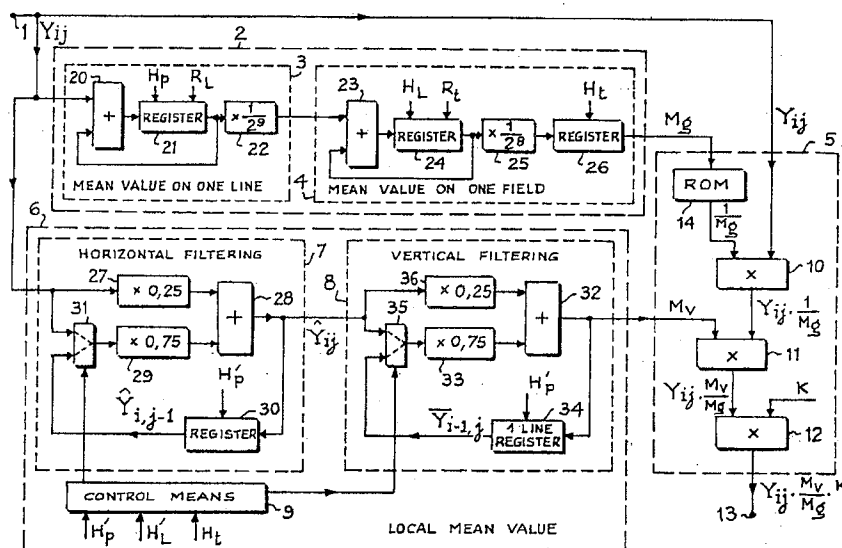 1
Yij
2
3
20
Hp
RL
+
REGISTER
21
× 1/2⁹
22
MEAN VALUE ON ONE LINE
23
HL
Rt
+
REGISTER
24
× 1/2⁸
25
Ht
REGISTER
26
4
MEAN VALUE ON ONE FIELD
Mg
Yij
5
ROM
14
1/Mg
×
10
Yij · 1/Mg
×
11
Yij · Mv/Mg
K
×
12
13
Yij · Mv/Mg · K
6
7
HORIZONTAL FILTERING
27
× 0,25
28
+
31
× 0,75
29
H'p
Ŷi,j-1
30
REGISTER
Ŷij
8
VERTICAL FILTERING
36
× 0,25
32
+
35
× 0,75
33
H'p
Y̅i-1,j
34
1 LINE
REGISTER
Mv
CONTROL MEANS
9
H'p
H'L
Ht
LOCAL MEAN VALUE